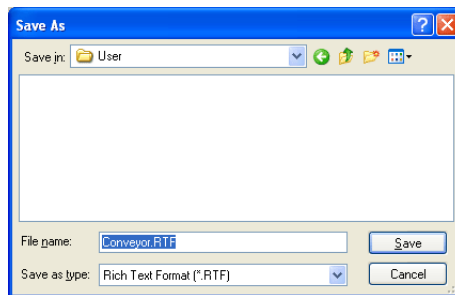 Save As
Save in: User
File name: Conveyor.RTF Save
Save as type: Rich Text Format (*.RTF) Cancel